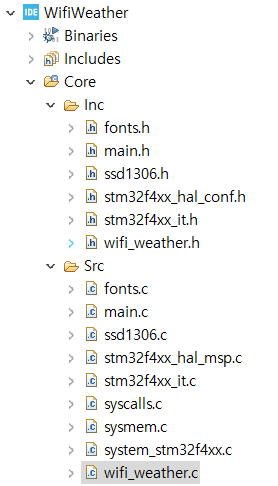 IDE WifiWeather
Binaries
Includes
Core
Inc
.h fonts.h
.h main.h
.h ssd1306.h
.h stm32f4xx_hal_conf.h
.h stm32f4xx_it.h
.h wifi_weather.h
Src
.c fonts.c
.c main.c
.c ssd1306.c
.c stm32f4xx_hal_msp.c
.c stm32f4xx_it.c
.c syscalls.c
.c sysmem.c
.c system_stm32f4xx.c
.c wifi_weather.c